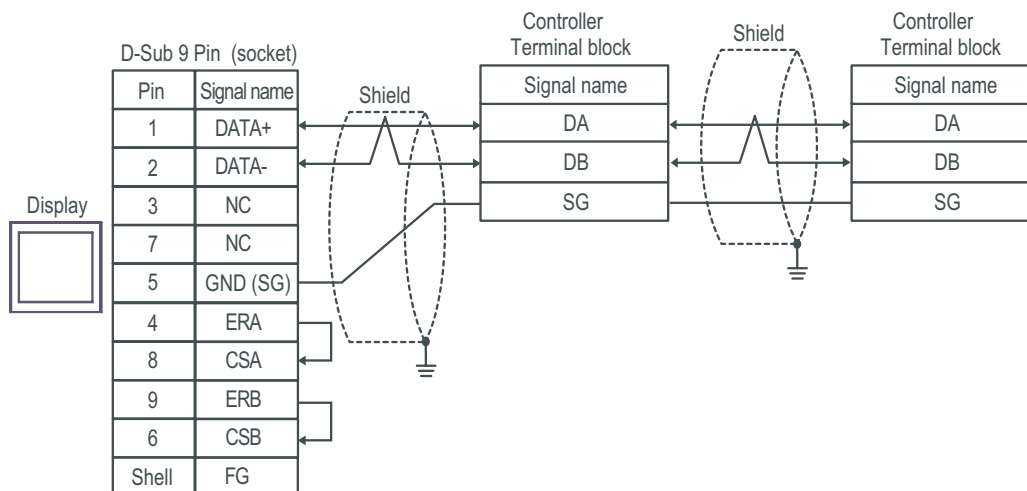 Display
D-Sub 9 Pin (socket)
Pin Signal name
1 DATA+
2 DATA-
3 NC
7 NC
5 GND (SG)
4 ERA
8 CSA
9 ERB
6 CSB
Shell FG
Shield
Controller
Terminal block
Signal name
DA
DB
SG
Shield
Controller
Terminal block
Signal name
DA
DB
SG